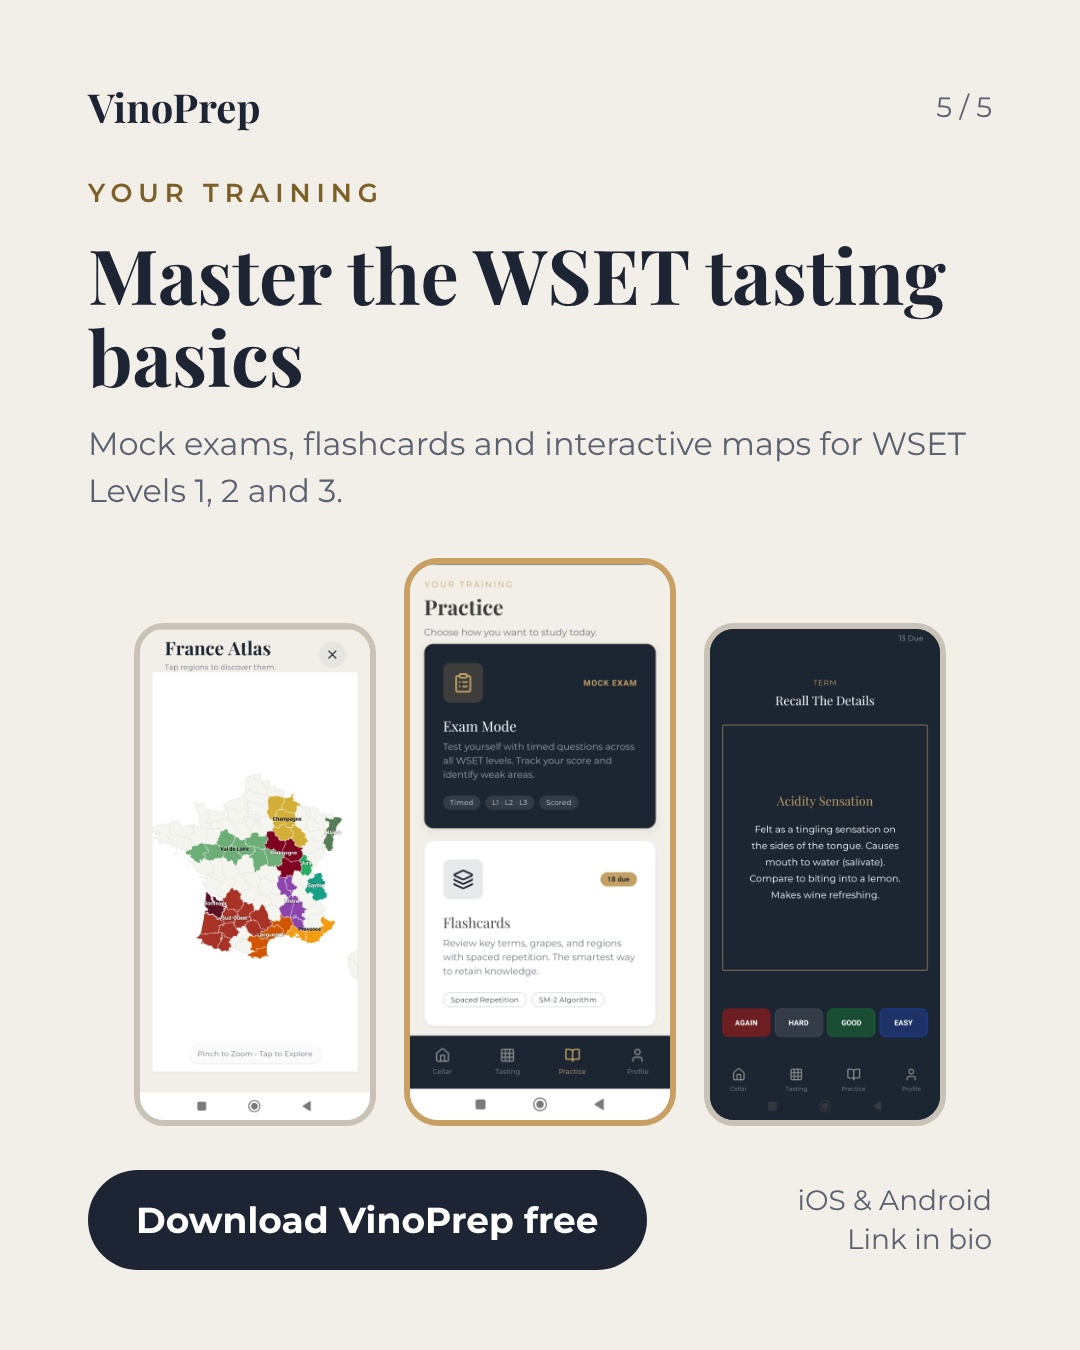 VinoPrep
5 / 5
YOUR TRAINING
Master the WSET tasting
basics
Mock exams, flashcards and interactive maps for WSET
Levels 1, 2 and 3.
France Atlas
Tap regions to discover them.
Champagne
Val de Loire
Bourgogne
Bordeaux
Sud-Ouest
Languedoc
Provence
Pinch to Zoom • Tap to Explore
YOUR TRAINING
Practice
Choose how you want to study today.
MOCK EXAM
Exam Mode
Test yourself with timed questions across
all WSET levels. Track your score and
identify weak areas.
Timed
L1 · L2 · L3
Scored
18 due
Flashcards
Review key terms, grapes, and regions
with spaced repetition. The smartest way
to retain knowledge.
Spaced Repetition
SM-2 Algorithm
Cellar
Tasting
Practice
Profile
13 Due
TERM
Recall The Details
Acidity Sensation
Felt as a tingling sensation on
the sides of the tongue. Causes
mouth to water (salivate).
Compare to biting into a lemon.
Makes wine refreshing.
AGAIN
HARD
GOOD
EASY
Cellar
Tasting
Practice
Profile
Download VinoPrep free
iOS & Android
Link in bio